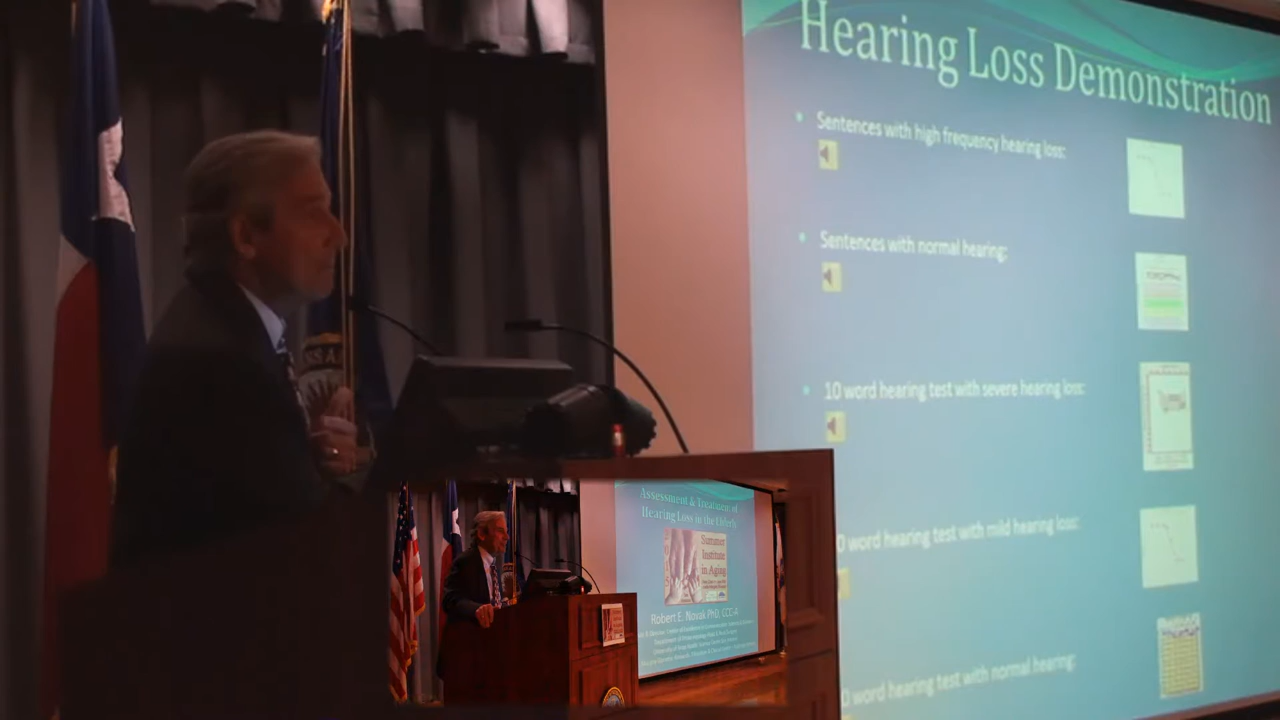 Hearing Loss Demonstration
Sentences with high frequency hearing loss:
Sentences with normal hearing:
10 word hearing test with severe hearing loss:
0 word hearing test with mild hearing loss:
0 word hearing test with normal hearing:
Assessment & Treatment of
Hearing Loss in the Elderly
Summer
Institute
in Aging
Robert E. Novak PhD, CCC-A